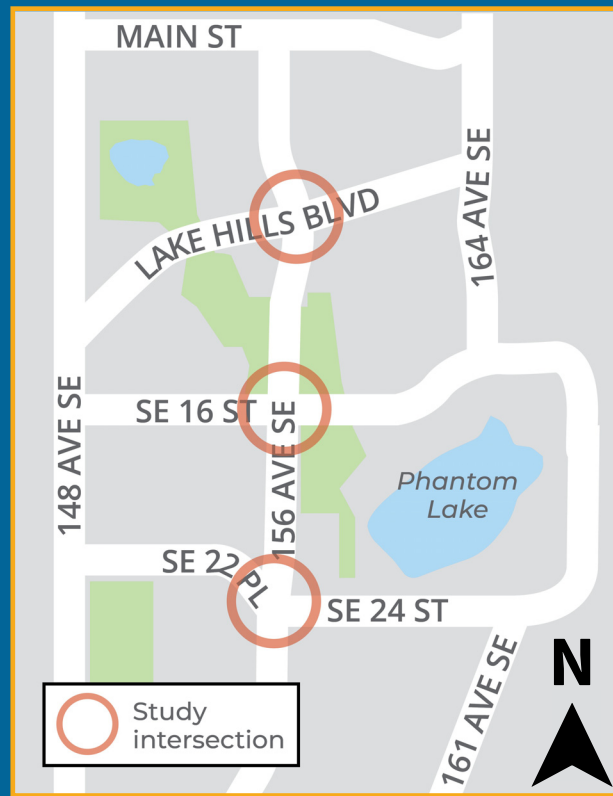 MAIN ST
164 AVE SE
LAKE HILLS BLVD
148 AVE SE
SE 16 ST
156 AVE SE
Phantom
Lake
SE 22 PL
SE 24 ST
161 AVE SE
N
Study
intersection